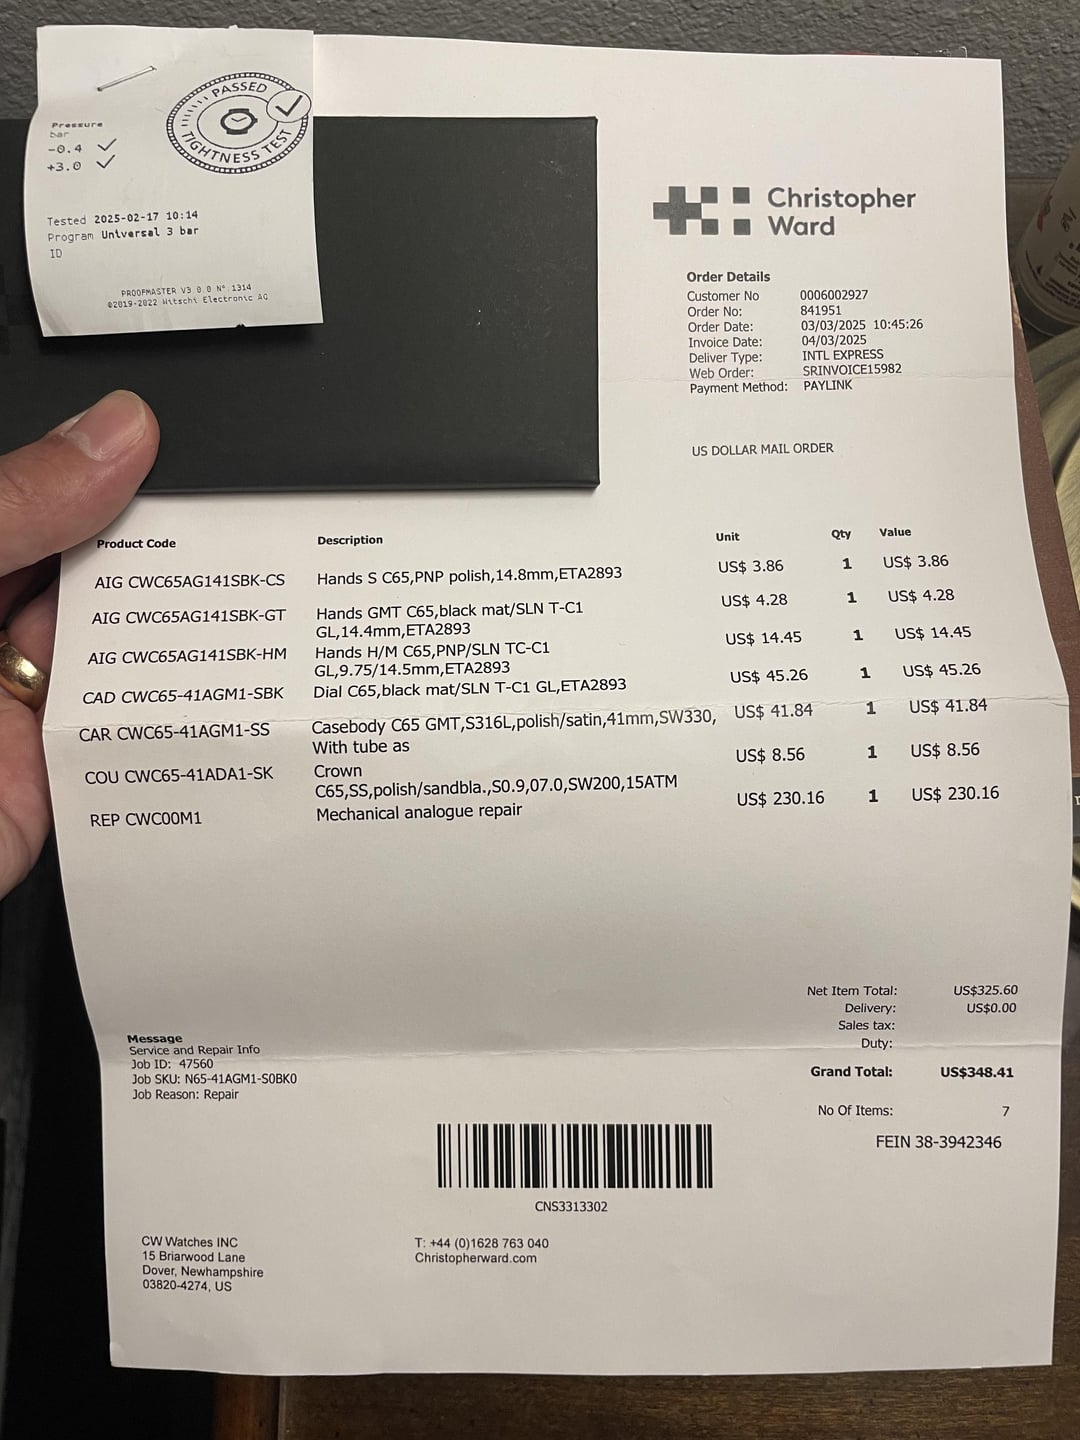 PASSED
TIGHTNESS TEST
Pressure
bar
-0.4
+3.0
Tested 2025-02-17 10:14
Program Universal 3 bar
ID
PROOFMASTER V3.0.0 N° 1314
©2019-2022 Witschi Electronic AG
Christopher
Ward
Order Details
Customer No 0006002927
Order No: 841951
Order Date: 03/03/2025 10:45:26
Invoice Date: 04/03/2025
Deliver Type: INTL EXPRESS
Web Order: SRINVOICE15982
Payment Method: PAYLINK
US DOLLAR MAIL ORDER
Product Code Description Unit Qty Value
AIG CWC65AG141SBK-CS Hands S C65,PNP polish,14.8mm,ETA2893 US$ 3.86 1 US$ 3.86
AIG CWC65AG141SBK-GT Hands GMT C65,black mat/SLN T-C1 US$ 4.28 1 US$ 4.28
GL,14.4mm,ETA2893
AIG CWC65AG141SBK-HM Hands H/M C65,PNP/SLN TC-C1 US$ 14.45 1 US$ 14.45
GL,9.75/14.5mm,ETA2893
CAD CWC65-41AGM1-SBK Dial C65,black mat/SLN T-C1 GL,ETA2893 US$ 45.26 1 US$ 45.26
CAR CWC65-41AGM1-SS Casebody C65 GMT,S316L,polish/satin,41mm,SW330, US$ 41.84 1 US$ 41.84
With tube as
COU CWC65-41ADA1-SK Crown US$ 8.56 1 US$ 8.56
C65,SS,polish/sandbla.,S0.9,07.0,SW200,15ATM
REP CWC00M1 Mechanical analogue repair US$ 230.16 1 US$ 230.16
Net Item Total: US$325.60
Delivery: US$0.00
Sales tax:
Duty:
Grand Total: US$348.41
No Of Items: 7
FEIN 38-3942346
Message
Service and Repair Info
Job ID: 47560
Job SKU: N65-41AGM1-S0BK0
Job Reason: Repair
CNS3313302
CW Watches INC
15 Briarwood Lane
Dover, Newhampshire
03820-4274, US
T: +44 (0)1628 763 040
Christopherward.com